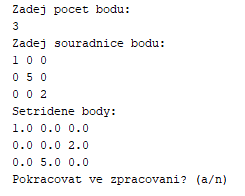 Zadej pocet bodu:
3
Zadej souradnice bodu:
1 0 0
0 5 0
0 0 2
Setridene body:
1.0 0.0 0.0
0.0 0.0 2.0
0.0 5.0 0.0
Pokracovat ve zpracovani? (a/n)